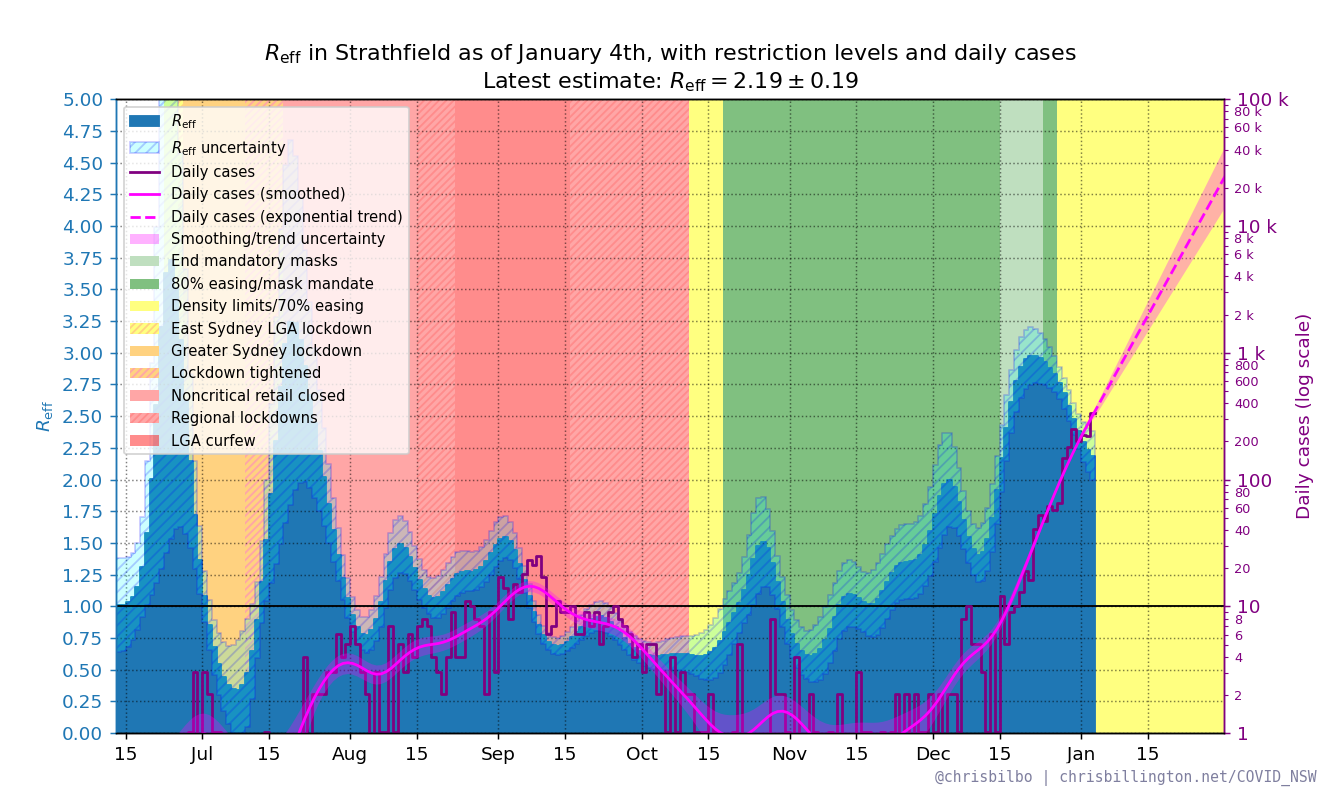 R_eff in Strathfield as of January 4th, with restriction levels and daily cases
Latest estimate: R_eff = 2.19 ± 0.19
R_eff
5.00
4.75
4.50
4.25
4.00
3.75
3.50
3.25
3.00
2.75
2.50
2.25
2.00
1.75
1.50
1.25
1.00
0.75
0.50
0.25
0.00
R_eff
R_eff uncertainty
Daily cases
Daily cases (smoothed)
Daily cases (exponential trend)
Smoothing/trend uncertainty
End mandatory masks
80% easing/mask mandate
Density limits/70% easing
East Sydney LGA lockdown
Greater Sydney lockdown
Lockdown tightened
Noncritical retail closed
Regional lockdowns
LGA curfew
100 k
80 k
60 k
40 k
20 k
10 k
8 k
6 k
4 k
2 k
1 k
800
600
400
200
100
80
60
40
20
10
8
6
4
2
1
Daily cases (log scale)
15 Jul 15 Aug 15 Sep 15 Oct 15 Nov 15 Dec 15 Jan 15
@chrisbilbo | chrisbillington.net/COVID_NSW